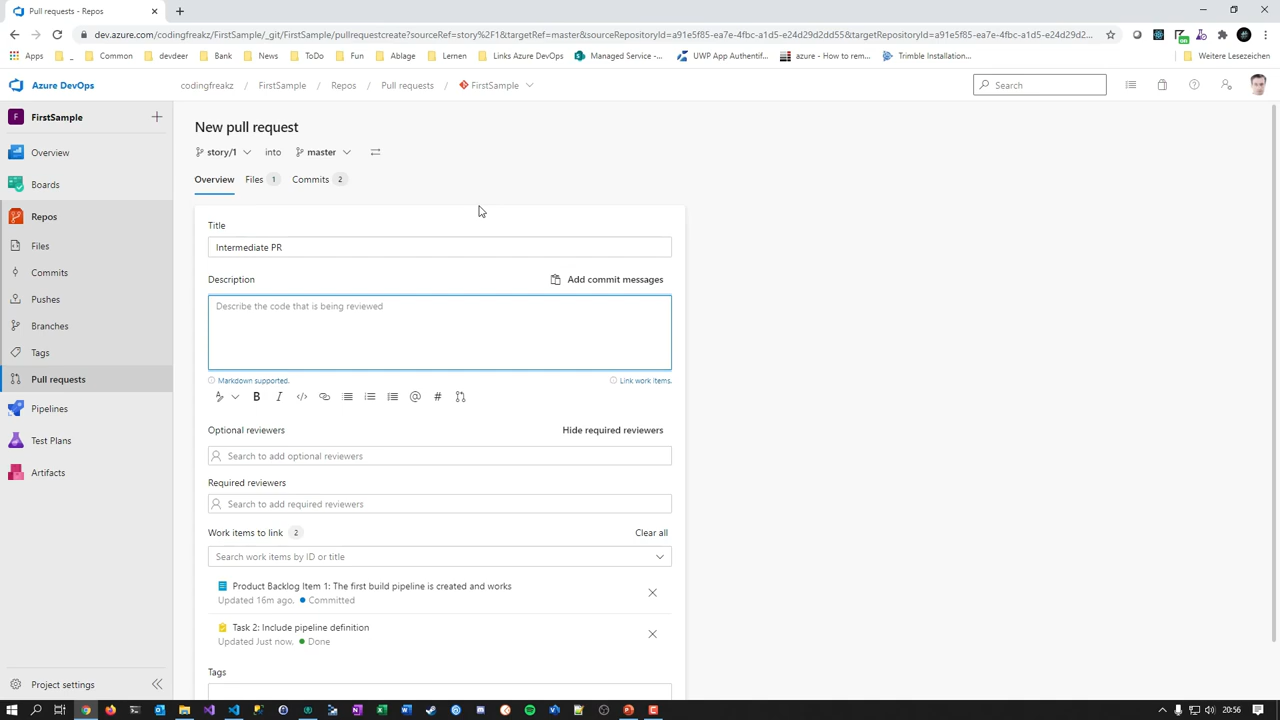 Pull requests - Repos
dev.azure.com/codingfreakz/FirstSample/_git/FirstSample/pullrequestcreate?sourceRef=story%2F1&targetRef=master&sourceRepositoryId=a91e5f85-ea7e-4fbc-a1d5-e24d29d2dd55&targetRepositoryId=a91e5f85-ea7e-4fbc-a1d5-e24d29d2...
Apps _ Common devdeer Bank News ToDo Fun Ablage Lernen Links Azure DevOps Managed Service -... UWP App Authentif... azure - How to rem... Trimble Installation... Weitere Lesezeichen
Azure DevOps codingfreakz / FirstSample / Repos / Pull requests / FirstSample Search
F FirstSample
Overview
Boards
Repos
Files
Commits
Pushes
Branches
Tags
Pull requests
Pipelines
Test Plans
Artifacts
Project settings
New pull request
story/1 into master
Overview Files 1 Commits 2
Title
Intermediate PR
Description Add commit messages
Describe the code that is being reviewed
Markdown supported. Link work items.
B I </> @ #
Optional reviewers Hide required reviewers
Search to add optional reviewers
Required reviewers
Search to add required reviewers
Work items to link 2 Clear all
Search work items by ID or title
Product Backlog Item 1: The first build pipeline is created and works
Updated 16m ago. Committed
Task 2: Include pipeline definition
Updated Just now. Done
Tags
20:56